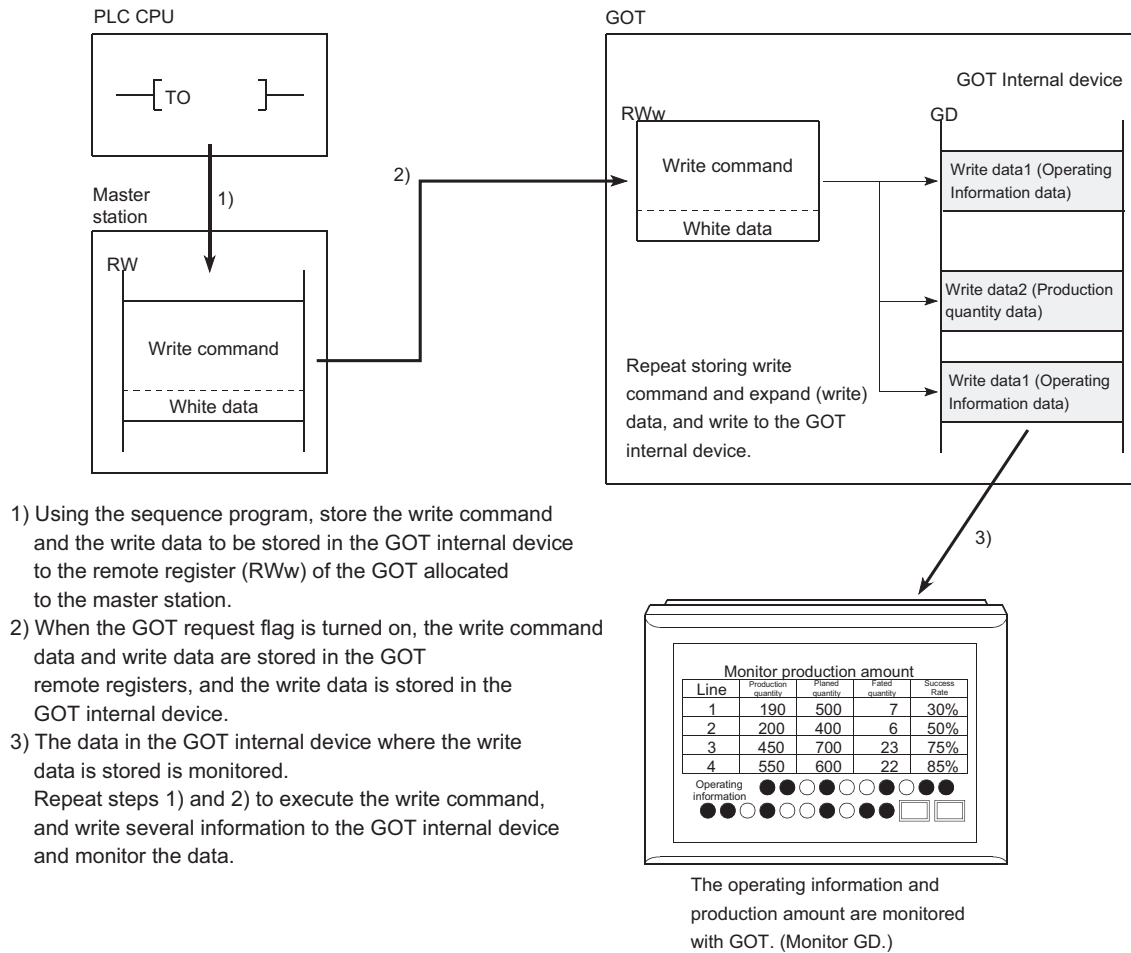 PLC CPU
TO
Master
station
1)
RW
Write command
White data
2)
GOT
GOT Internal device
RWw
GD
Write command
White data
Write data1 (Operating
Information data)
Write data2 (Production
quantity data)
Write data1 (Operating
Information data)
Repeat storing write
command and expand (write)
data, and write to the GOT
internal device.
3)
1) Using the sequence program, store the write command
and the write data to be stored in the GOT internal device
to the remote register (RWw) of the GOT allocated
to the master station.
2) When the GOT request flag is turned on, the write command
data and write data are stored in the GOT
remote registers, and the write data is stored in the
GOT internal device.
3) The data in the GOT internal device where the write
data is stored is monitored.
Repeat steps 1) and 2) to execute the write command,
and write several information to the GOT internal device
and monitor the data.
Monitor production amount
Line Production quantity Planed quantity Fated quantity Success Rate
1 190 500 7 30%
2 200 400 6 50%
3 450 700 23 75%
4 550 600 22 85%
Operating
information
The operating information and
production amount are monitored
with GOT. (Monitor GD.)